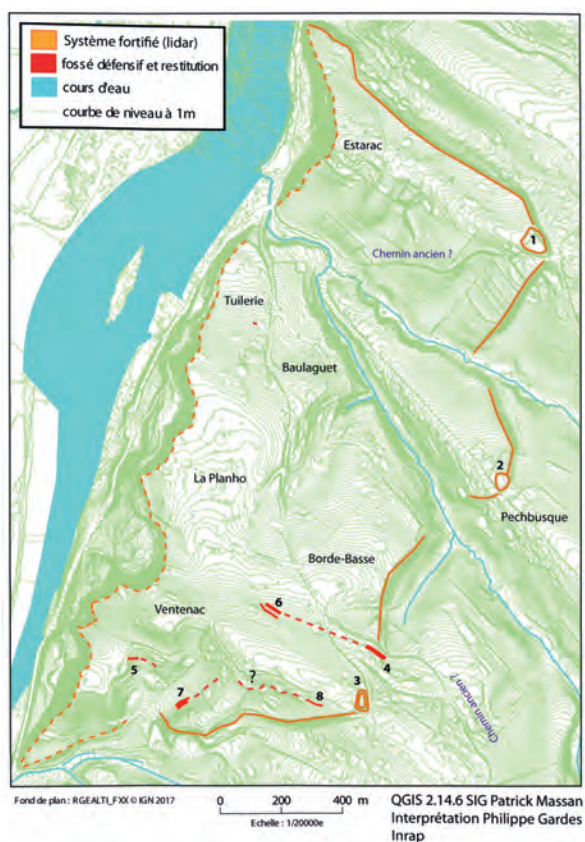 Système fortifié (lidar)
fossé défensif et restitution
cours d'eau
courbe de niveau à 1m
Estarac
1
Chemin ancien ?
Tuilerie
Baulaguet
2
La Planho
Pechbusque
Borde-Basse
Ventenac
6
4
5
3
?
7
8
Chemin ancien ?
Fond de plan : RGEALTI_FXX © IGN 2017
0 200 400 m
Echelle : 1/20000e
QGIS 2.14.6 SIG Patrick Massan
Interprétation Philippe Gardes
Inrap